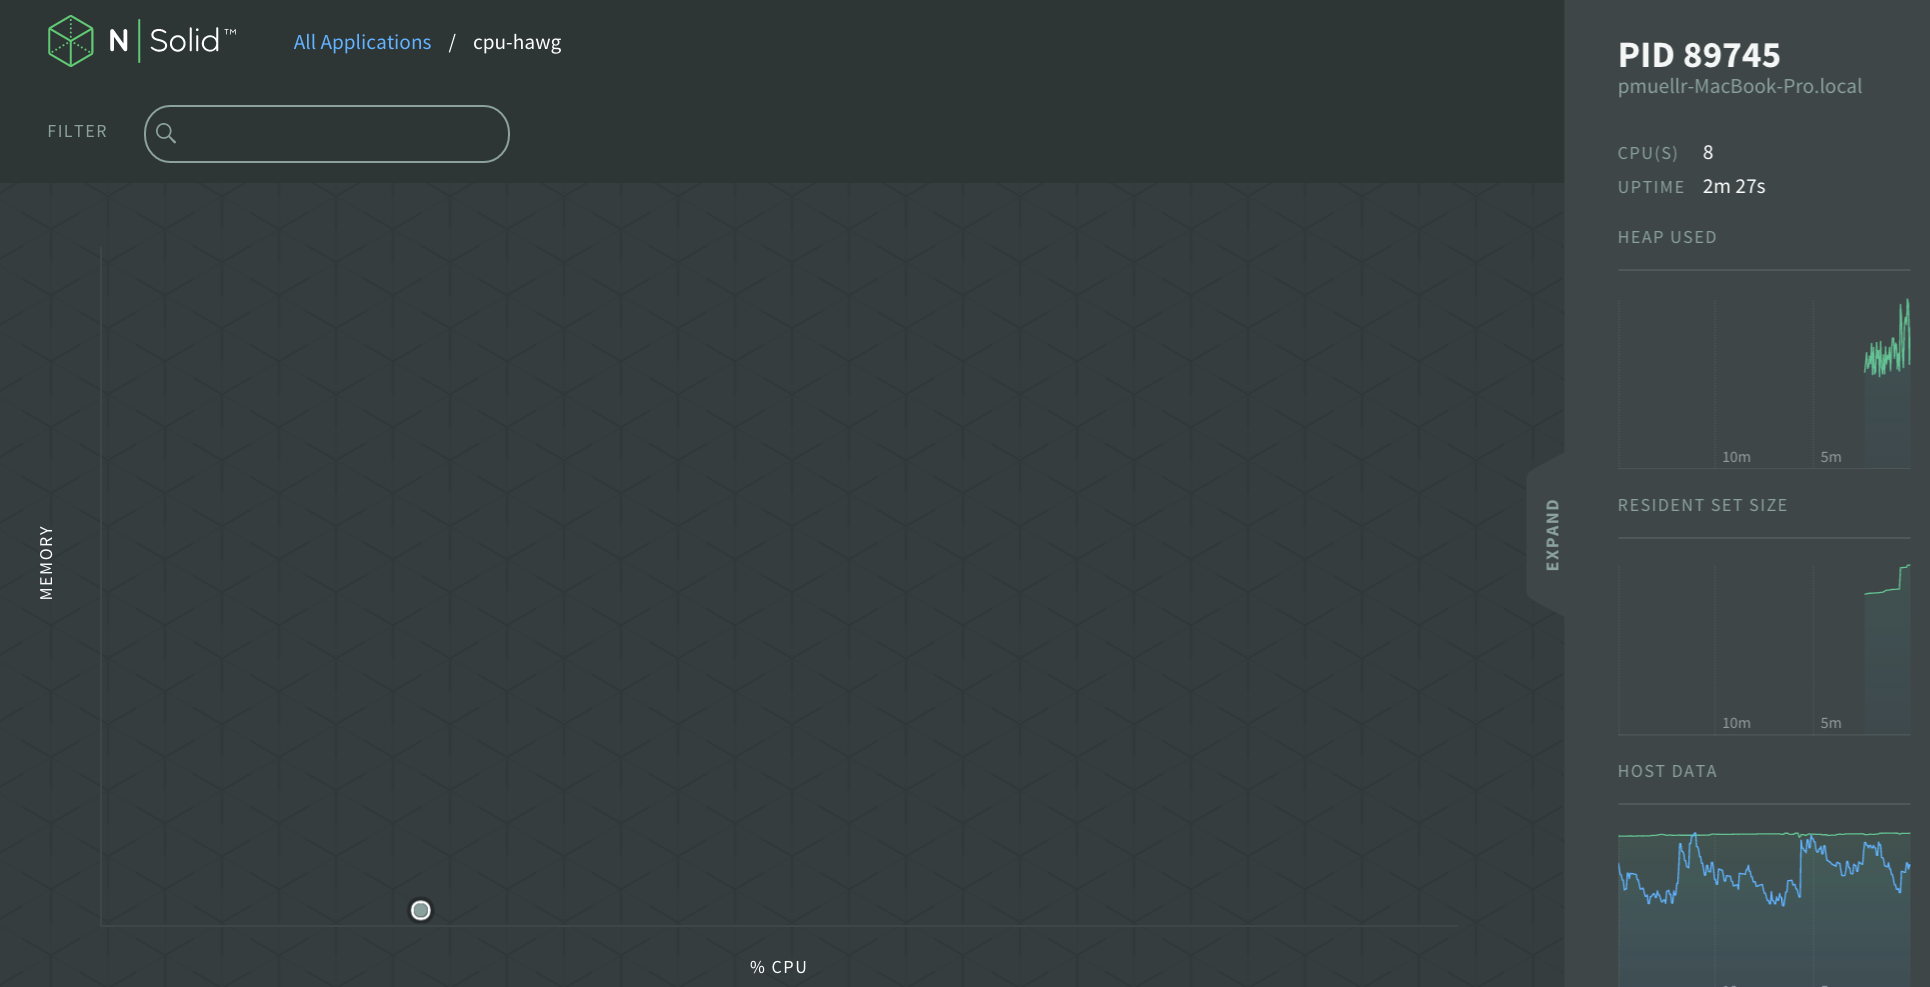 N Solid™
All Applications / cpu-hawg
FILTER
MEMORY
% CPU
EXPAND
PID 89745
pmuellr-MacBook-Pro.local
CPU(S) 8
UPTIME 2m 27s
HEAP USED
10m 5m
RESIDENT SET SIZE
10m 5m
HOST DATA